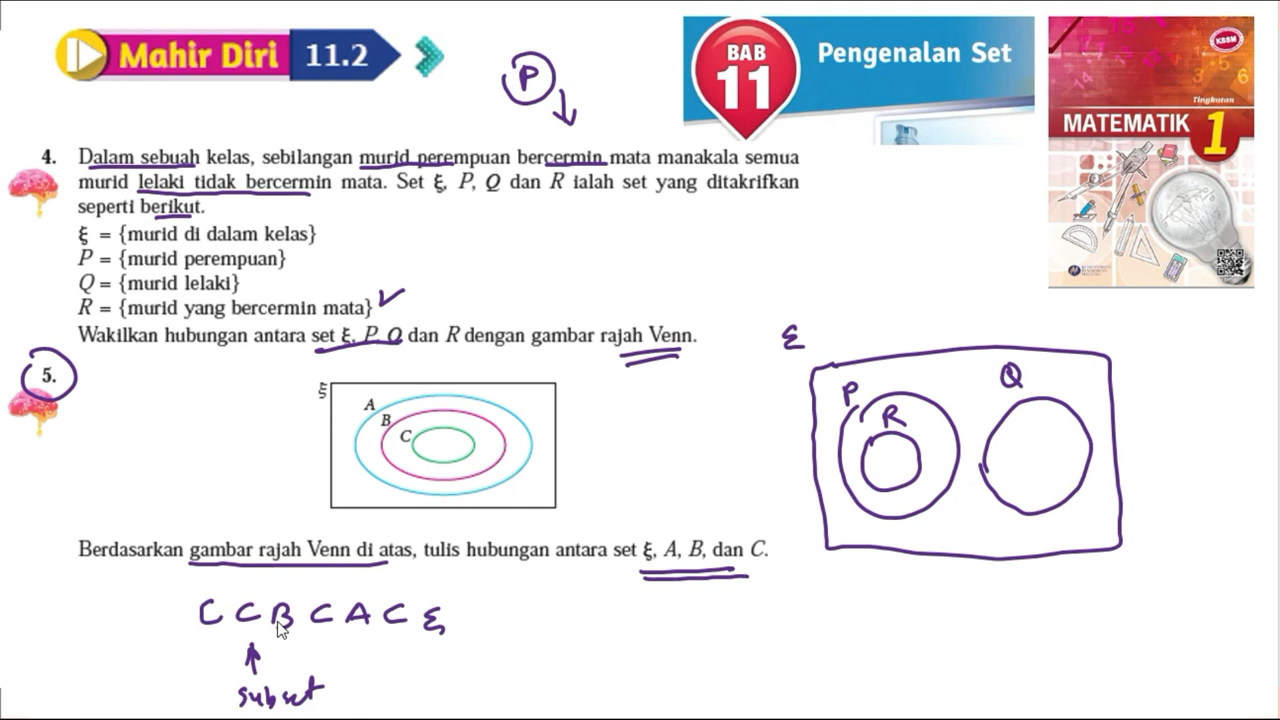 Mahir Diri 11.2
P
BAB
11
Pengenalan Set
KSSM
Tingkatan
MATEMATIK 1
4. Dalam sebuah kelas, sebilangan murid perempuan bercermin mata manakala semua
murid lelaki tidak bercermin mata. Set ξ, P, Q dan R ialah set yang ditakrifkan
seperti berikut.
ξ = {murid di dalam kelas}
P = {murid perempuan}
Q = {murid lelaki}
R = {murid yang bercermin mata}
Wakilkan hubungan antara set ξ, P, Q dan R dengan gambar rajah Venn.
ξ
P
R
Q
5.
ξ
A
B
C
Berdasarkan gambar rajah Venn di atas, tulis hubungan antara set ξ, A, B, dan C.
C ⊂ B ⊂ A ⊂ ξ
subset